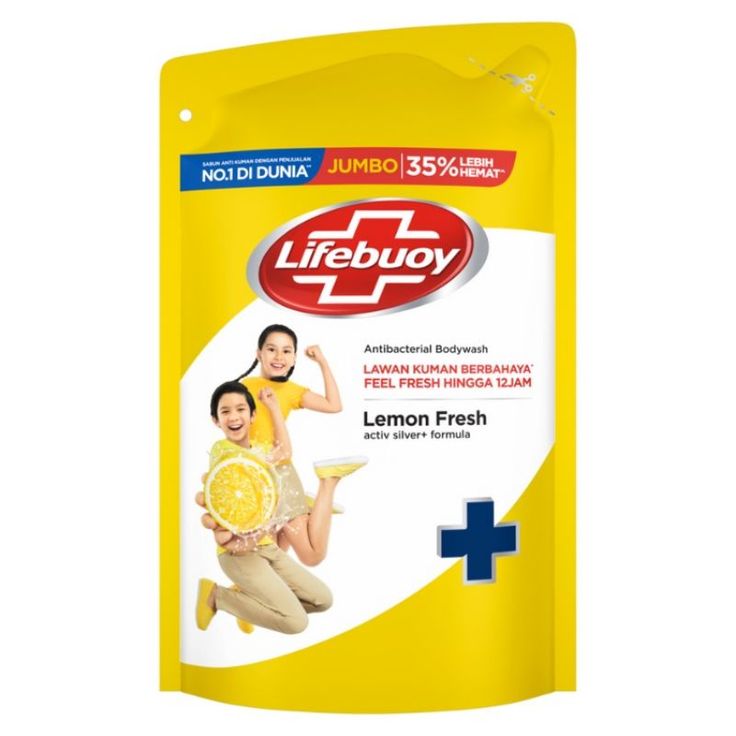 SABUN ANTI KUMAN DENGAN PENJUALAN
NO.1 DI DUNIA**
JUMBO
35% LEBIH HEMAT^^
Lifebuoy
Antibacterial Bodywash
LAWAN KUMAN BERBAHAYA*
FEEL FRESH HINGGA 12JAM
Lemon Fresh
activ silver+ formula